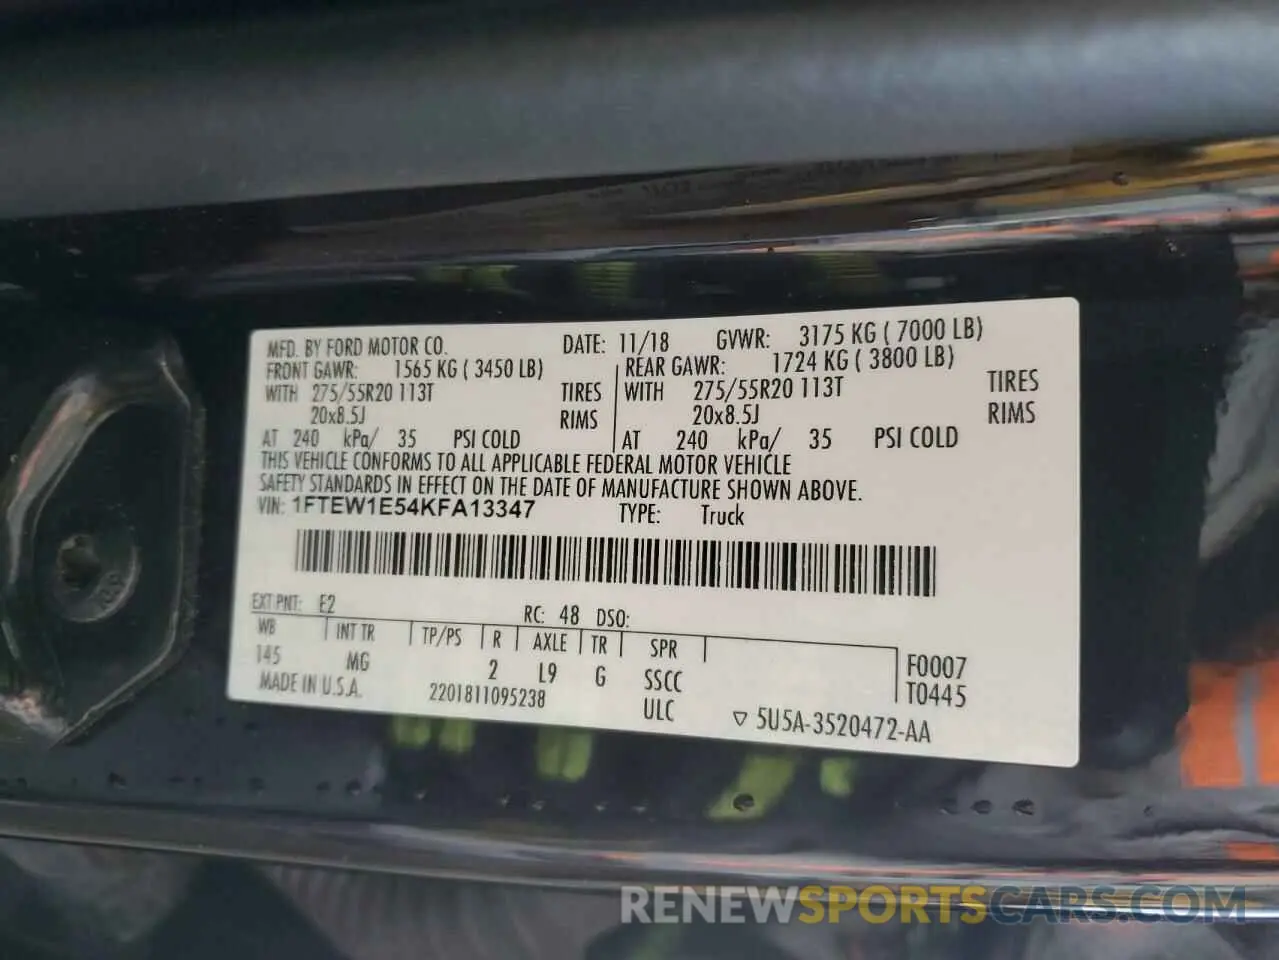 MFD. BY FORD MOTOR CO. DATE: 11/18 GVWR: 3175 KG ( 7000 LB)
FRONT GAWR: 1565 KG ( 3450 LB) REAR GAWR: 1724 KG ( 3800 LB)
WITH 275/55R20 113T TIRES WITH 275/55R20 113T TIRES
20x8.5J RIMS 20x8.5J RIMS
AT 240 kPa/ 35 PSI COLD AT 240 kPa/ 35 PSI COLD
THIS VEHICLE CONFORMS TO ALL APPLICABLE FEDERAL MOTOR VEHICLE
SAFETY STANDARDS IN EFFECT ON THE DATE OF MANUFACTURE SHOWN ABOVE.
VIN: 1FTEW1E54KFA13347 TYPE: Truck
EXT PNT: E2 RC: 48 DSO:
WB INT TR TP/PS R AXLE TR SPR F0007
145 MG 2 L9 G SSCC T0445
MADE IN U.S.A. 2201811095238 ULC ▽ 5U5A-3520472-AA
RENEWSPORTSCARS.COM